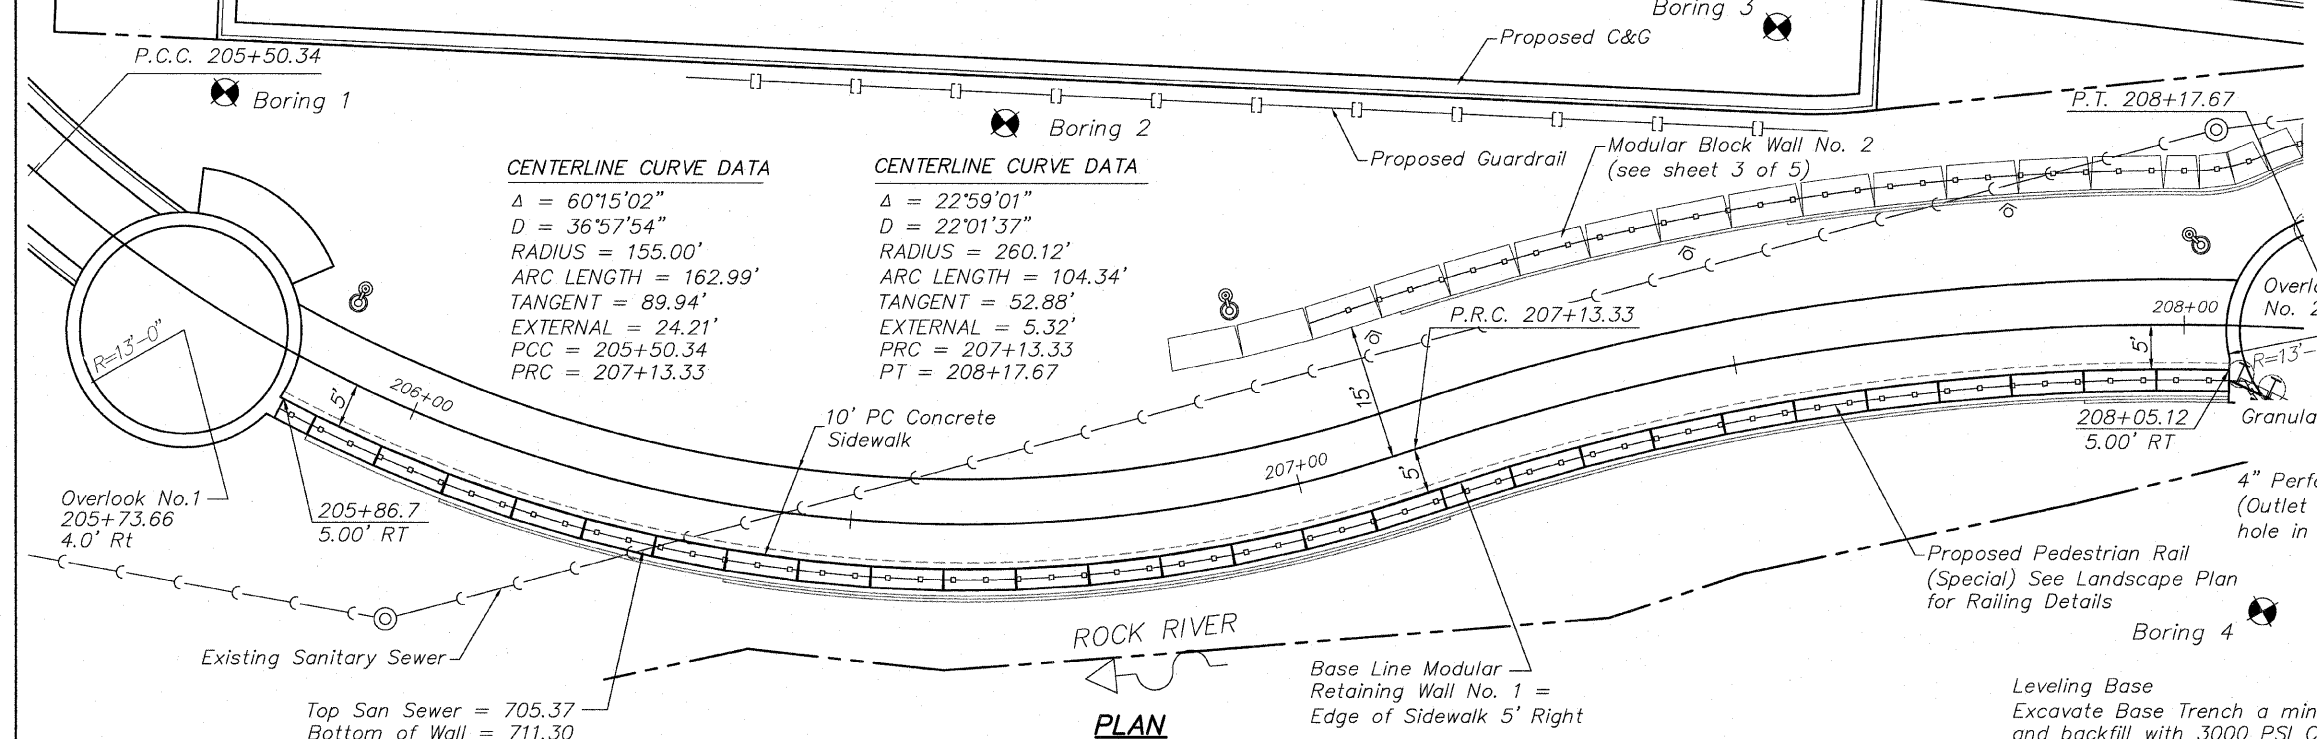 Boring 3
Proposed C&G
P.C.C. 205+50.34
Boring 1
Boring 2
P.T. 208+17.67
Proposed Guardrail
Modular Block Wall No. 2
(see sheet 3 of 5)
CENTERLINE CURVE DATA
Δ = 60°15'02"
D = 36°57'54"
RADIUS = 155.00'
ARC LENGTH = 162.99'
TANGENT = 89.94'
EXTERNAL = 24.21'
PCC = 205+50.34
PRC = 207+13.33
CENTERLINE CURVE DATA
Δ = 22°59'01"
D = 22°01'37"
RADIUS = 260.12'
ARC LENGTH = 104.34'
TANGENT = 52.88'
EXTERNAL = 5.32'
PRC = 207+13.33
PT = 208+17.67
R=13'-0"
P.R.C. 207+13.33
208+00
No. 2
R=13'-
5'
5'
15'
5'
206+00
207+00
10' PC Concrete
Sidewalk
208+05.12
5.00' RT
Overlook No.1
205+73.66
4.0' Rt
205+86.7
5.00' RT
4"
(Outlet
hole in
Proposed Pedestrian Rail
(Special) See Landscape Plan
for Railing Details
Boring 4
ROCK RIVER
Existing Sanitary Sewer
Base Line Modular
Retaining Wall No. 1 =
Edge of Sidewalk 5' Right
Top San Sewer = 705.37
Bottom of Wall = 711.30
PLAN
Leveling Base
Excavate Base Trench a
and backfill with 3000 PSI